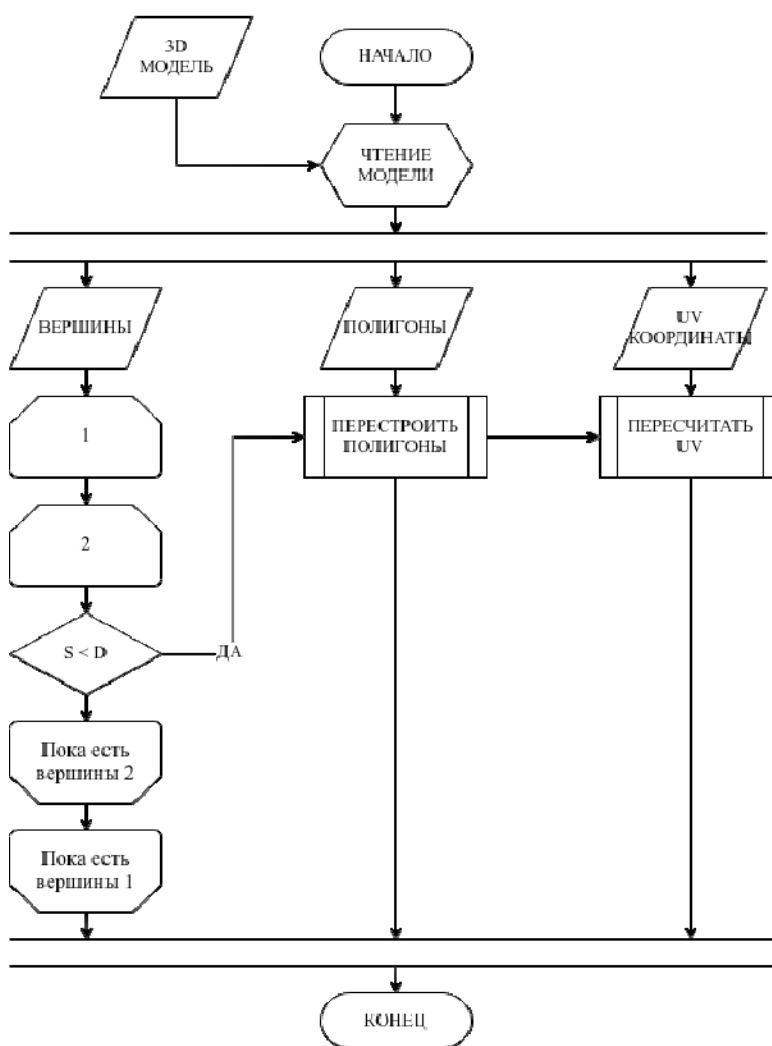 3D
МОДЕЛЬ
НАЧАЛО
ЧТЕНИЕ
МОДЕЛИ
ВЕРШИНЫ
ПОЛИГОНЫ
UV
КООРДИНАТЫ
1
ПЕРЕСТРОИТЬ
ПОЛИГОНЫ
ПЕРЕСЧИТАТЬ
UV
2
S < D
ДА
Пока есть
вершины 2
Пока есть
вершины 1
КОНЕЦ